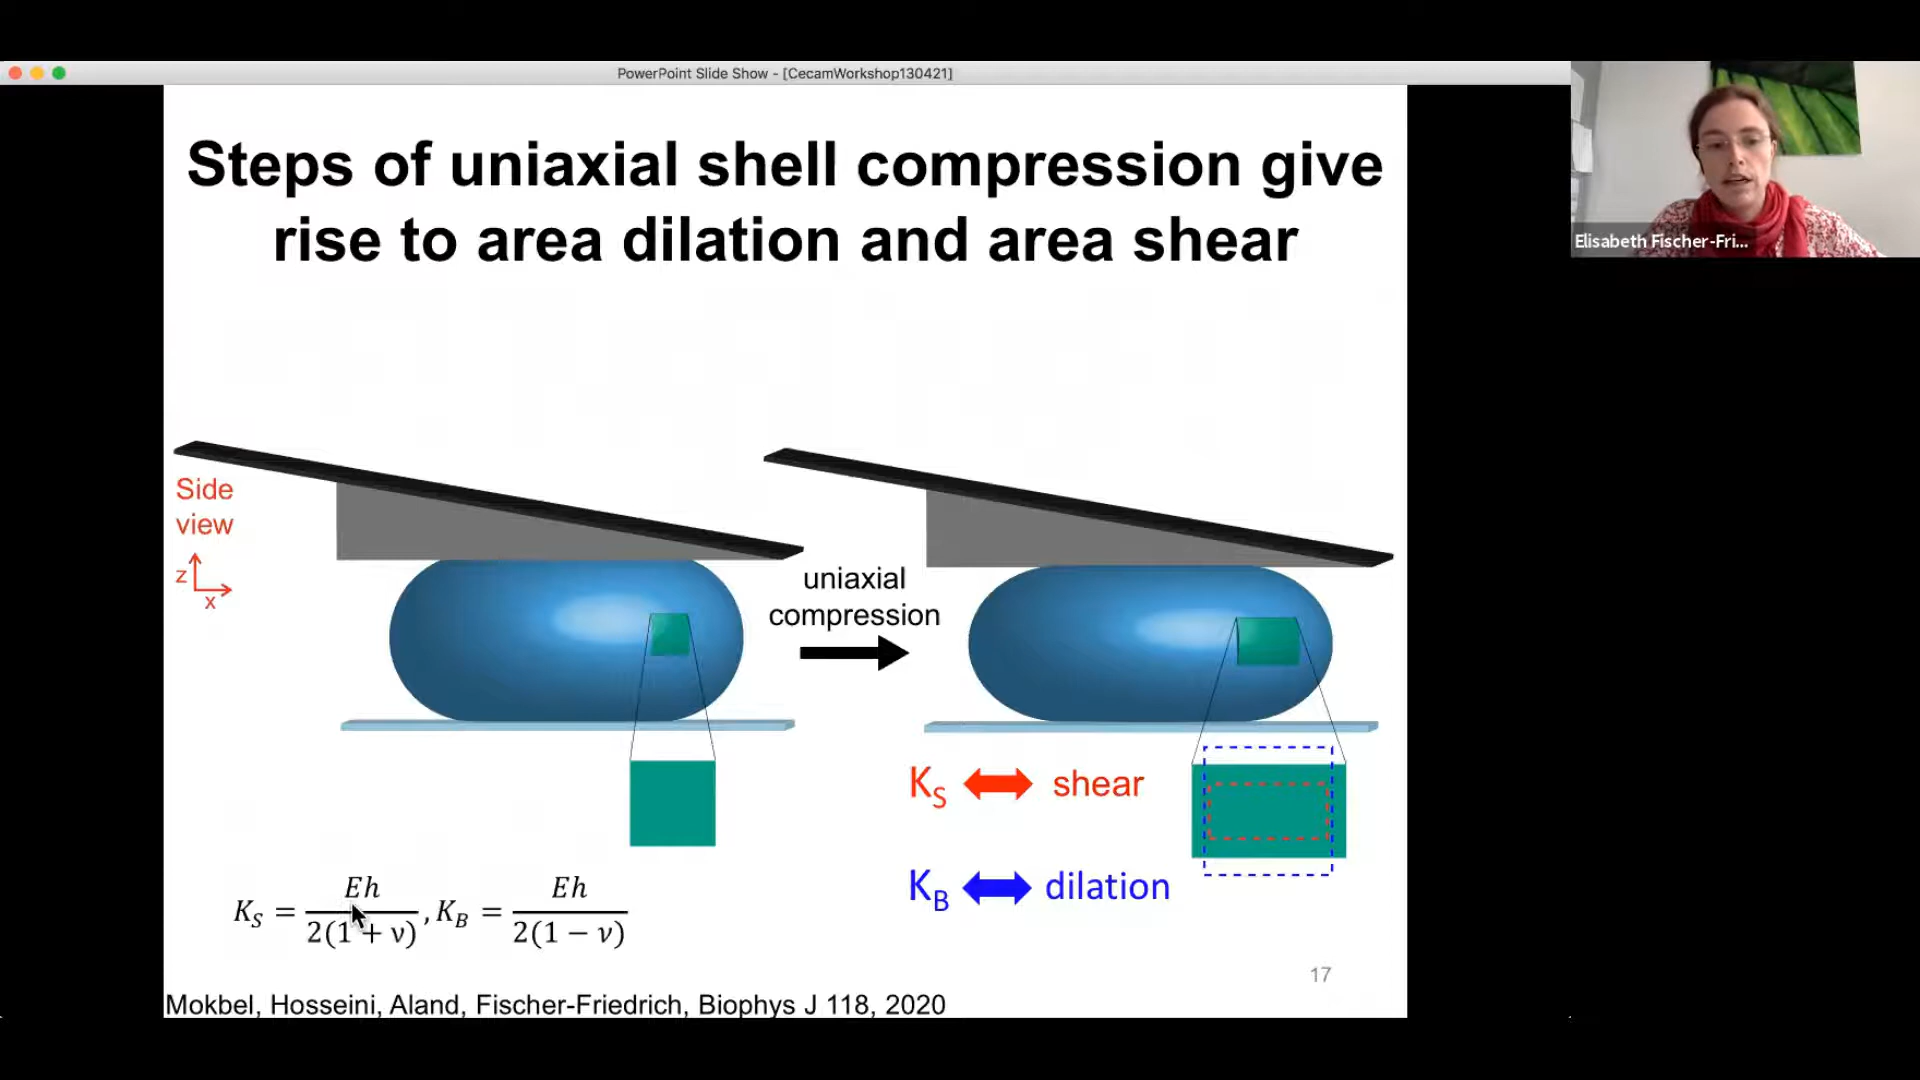 PowerPoint Slide Show - [CecamWorkshop130421]
Steps of uniaxial shell compression give
rise to area dilation and area shear
Elisabeth Fischer-Fri...
Side
view
z
x
uniaxial
compression
K_S ⟷ shear
K_B ⟷ dilation
K_S = Eh / 2(1 + ν) , K_B = Eh / 2(1 − ν)
17
Mokbel, Hosseini, Aland, Fischer-Friedrich, Biophys J 118, 2020